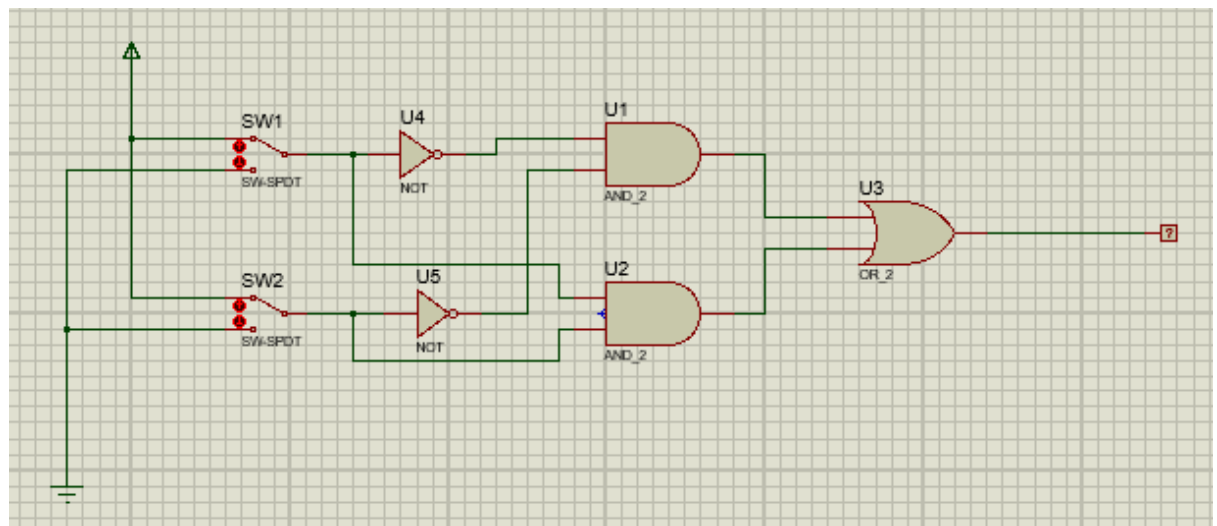 SW1
SW-SPDT
U4
NOT
U1
AND_2
U3
OR_2
?
SW2
SW-SPDT
U5
NOT
U2
AND_2